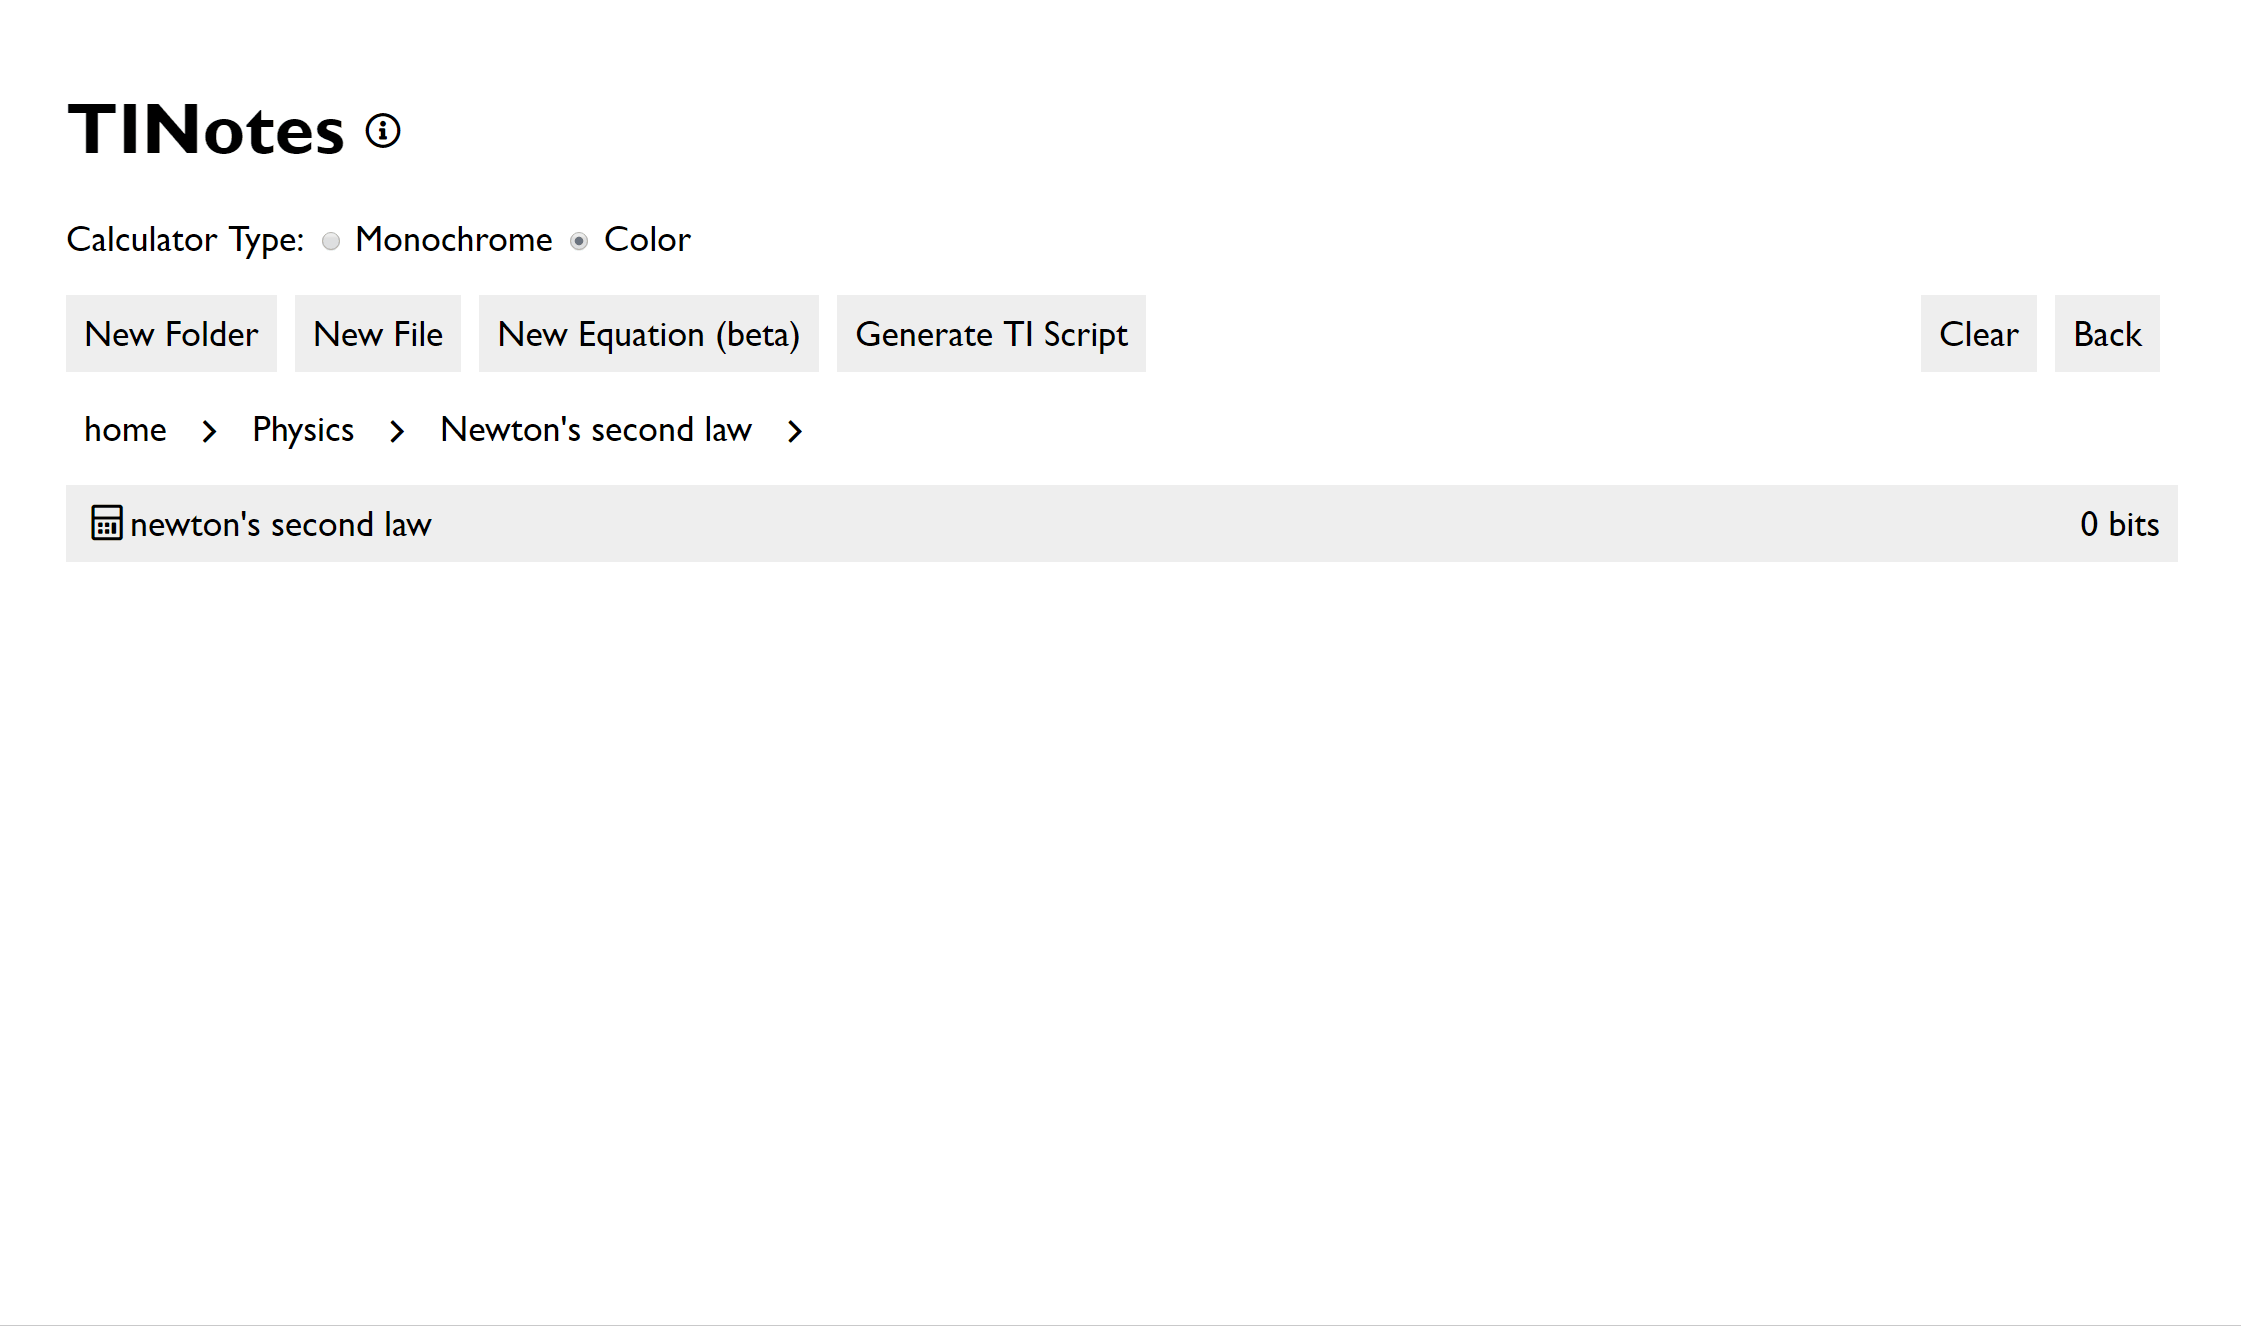 TINotes
Calculator Type: Monochrome Color
New Folder New File New Equation (beta) Generate TI Script Clear Back
home Physics Newton's second law
newton's second law 0 bits